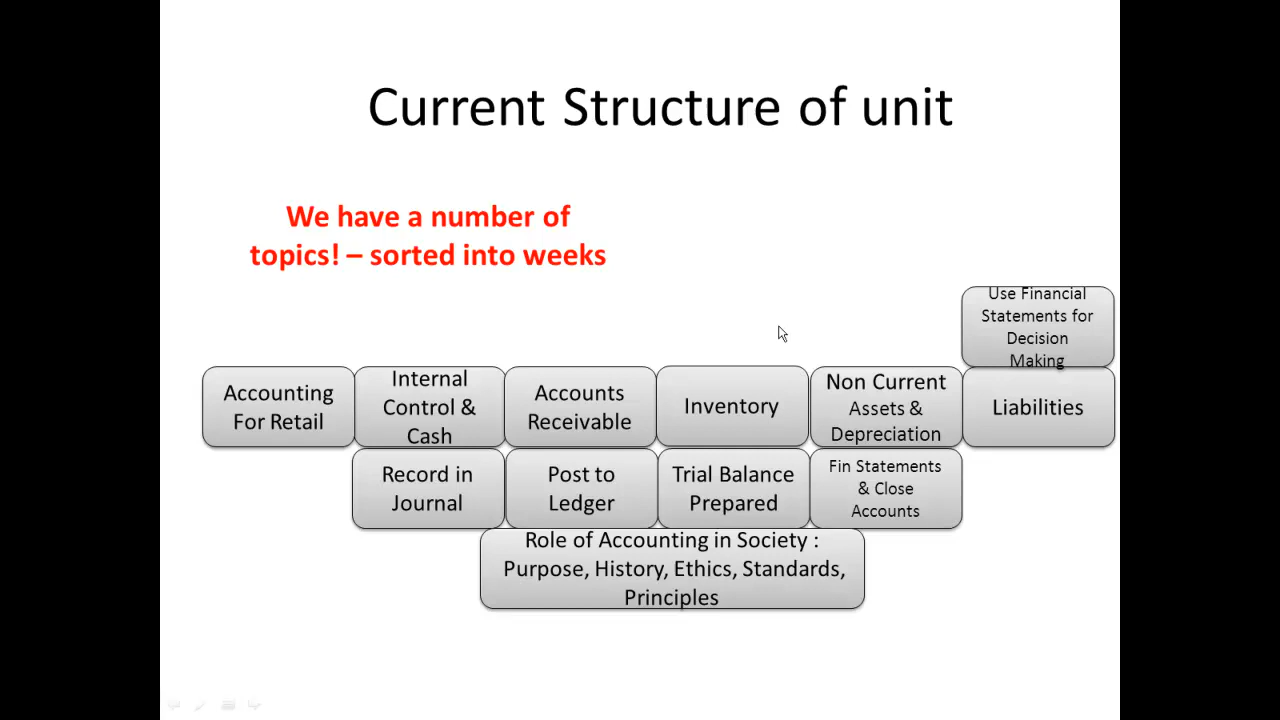 Current Structure of unit
We have a number of
topics! – sorted into weeks
Use Financial
Statements for
Decision
Making
Accounting
For Retail
Internal
Control &
Cash
Accounts
Receivable
Inventory
Non Current
Assets &
Depreciation
Liabilities
Record in
Journal
Post to
Ledger
Trial Balance
Prepared
Fin Statements
& Close
Accounts
Role of Accounting in Society :
Purpose, History, Ethics, Standards,
Principles